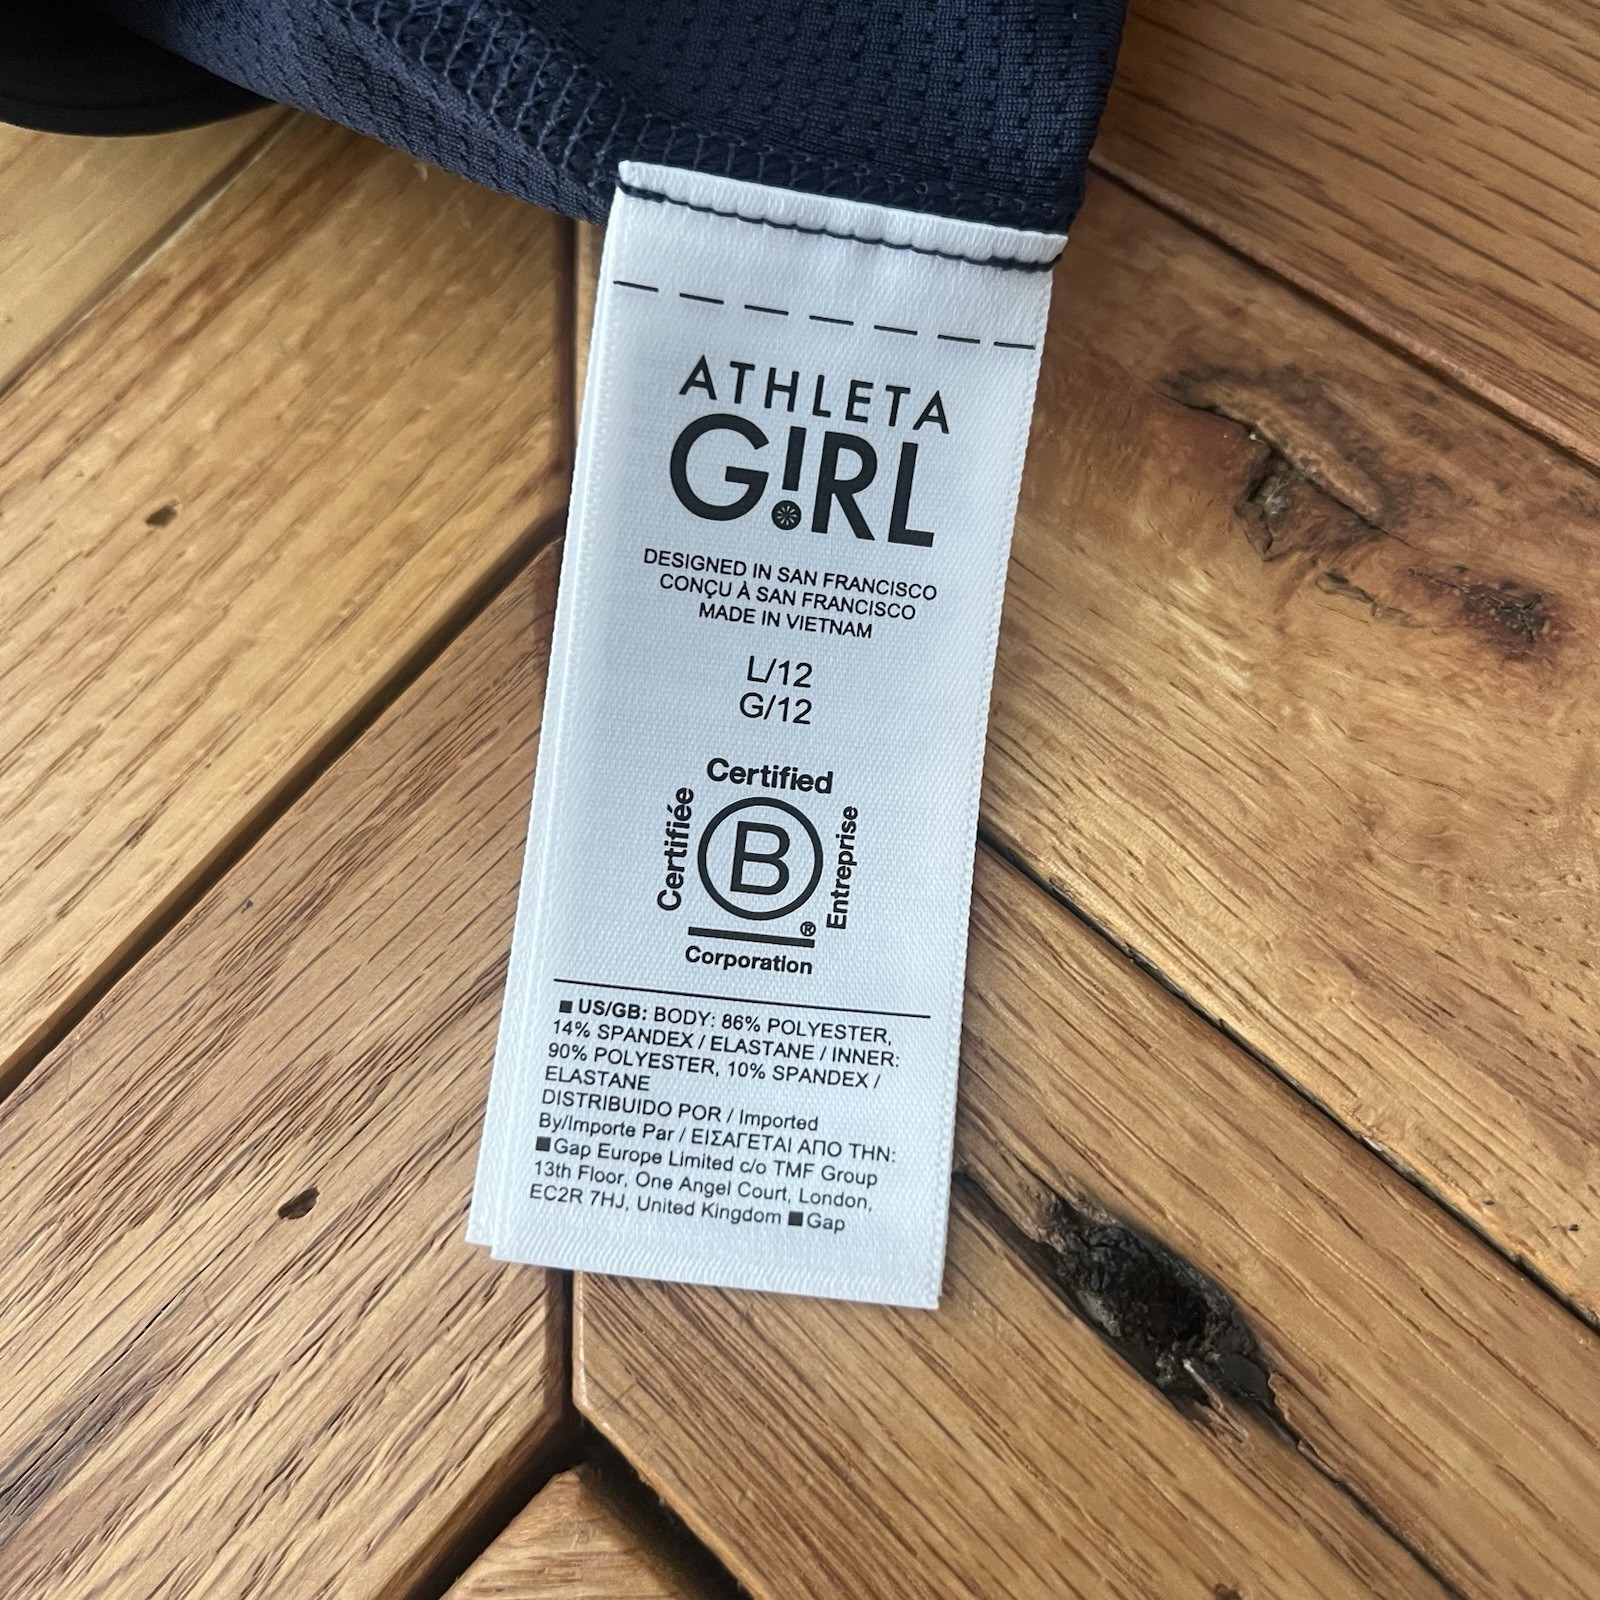 ATHLETA
G!RL
DESIGNED IN SAN FRANCISCO
CONÇU À SAN FRANCISCO
MADE IN VIETNAM
L/12
G/12
Certified
Certifiée
B
Entreprise
®
Corporation
■ US/GB: BODY: 86% POLYESTER,
14% SPANDEX / ELASTANE / INNER:
90% POLYESTER, 10% SPANDEX /
ELASTANE
DISTRIBUIDO POR / Imported
By/Importe Par / ΕΙΣΑΓΕΤΑΙ ΑΠΟ ΤΗΝ:
■Gap Europe Limited c/o TMF Group
13th Floor, One Angel Court, London,
EC2R 7HJ, United Kingdom ■Gap